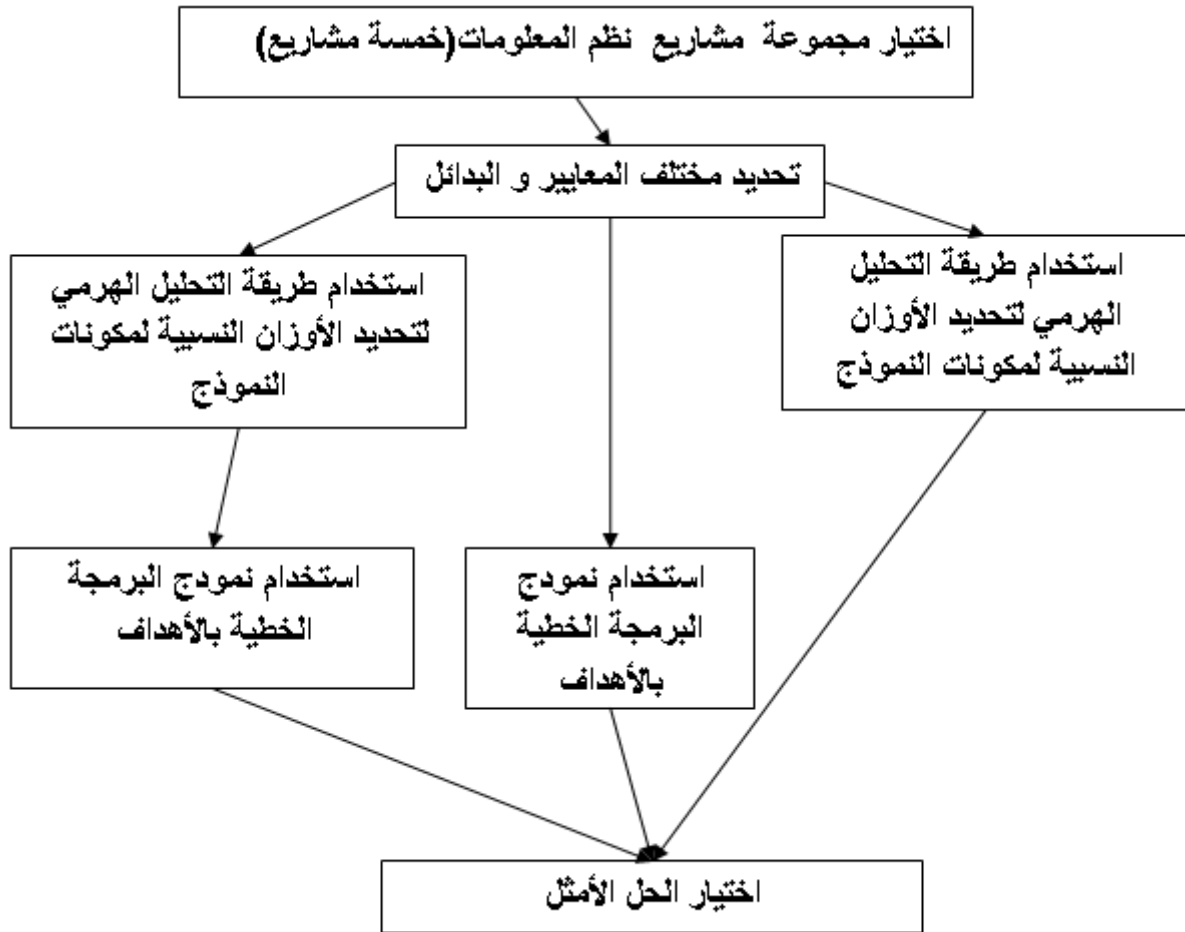 اختيار مجموعة مشاريع نظم المعلومات(خمسة مشاريع)
تحديد مختلف المعايير و البدائل
استخدام طريقة التحليل
الهرمي لتحديد الأوزان
النسبية لمكونات النموذج
استخدام طريقة التحليل الهرمي
لتحديد الأوزان النسبية لمكونات
النموذج
استخدام نمودج
البرمجة الخطية
بالأهداف
استخدام نمودج البرمجة
الخطية بالأهداف
اختيار الحل الأمثل